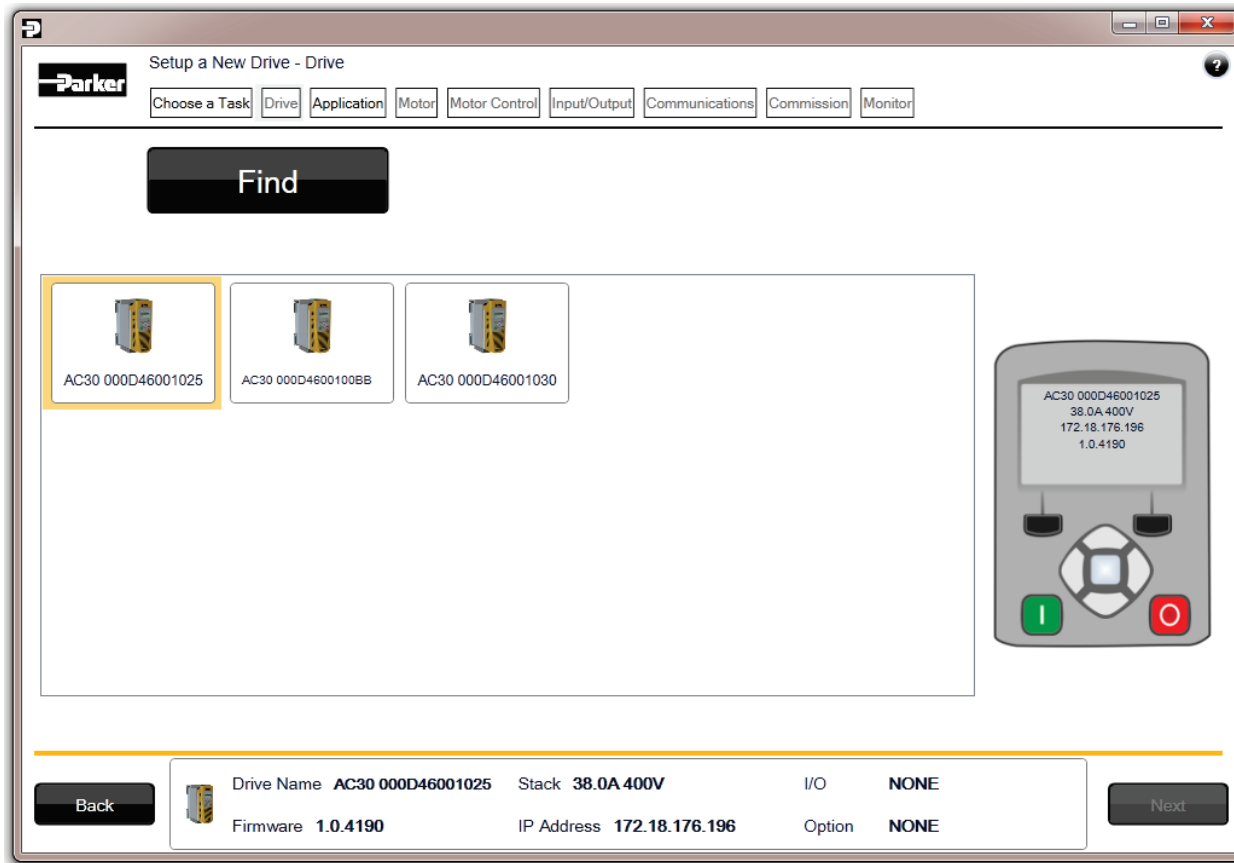 Setup a New Drive - Drive
?
Parker
Choose a Task Drive Application Motor Motor Control Input/Output Communications Commission Monitor
Find
AC30 000D46001025
AC30 000D4600100BB
AC30 000D46001030
AC30 000D46001025
38.0A 400V
172.18.176.196
1.0.4190
I
O
Back
Drive Name AC30 000D46001025 Stack 38.0A 400V I/O NONE
Firmware 1.0.4190 IP Address 172.18.176.196 Option NONE
Next